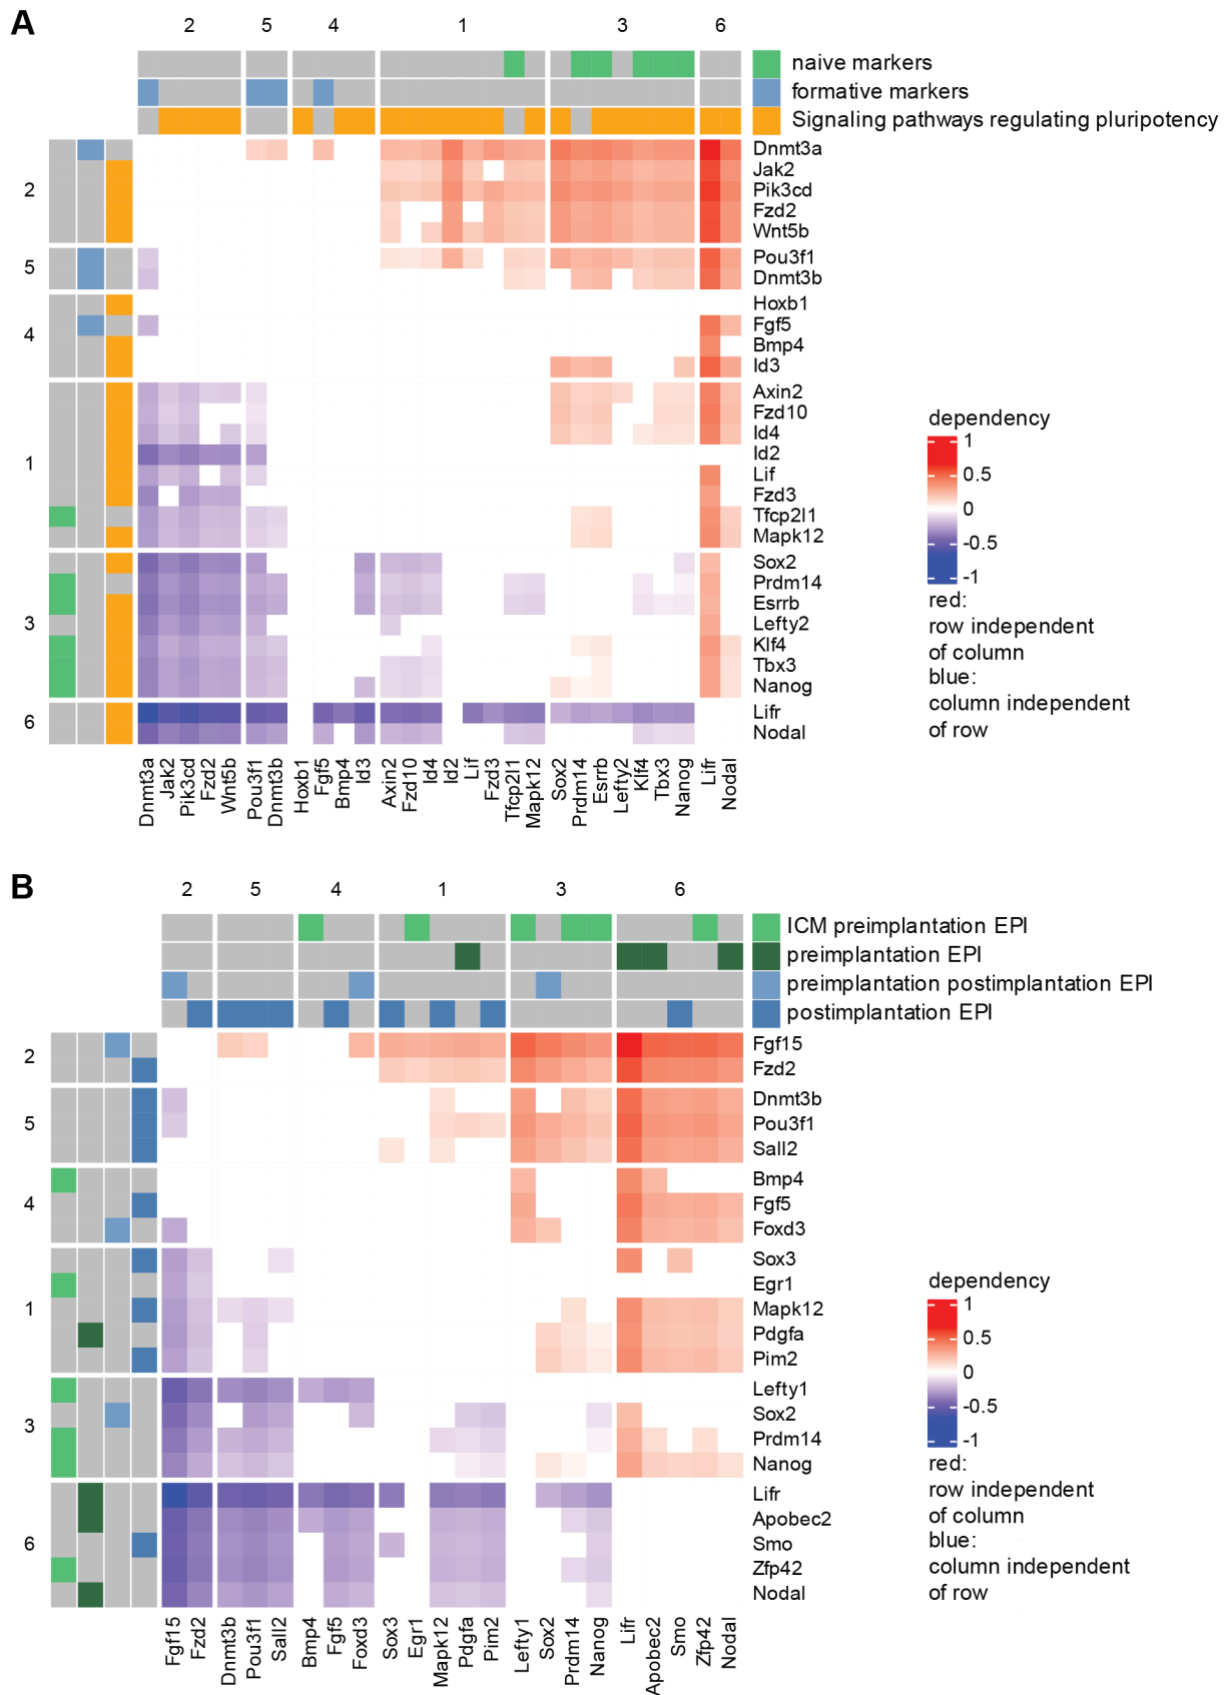 A
2 5 4 1 3 6
naive markers
formative markers
Signaling pathways regulating pluripotency
2
5
4
1
3
6
Dnmt3a
Jak2
Pik3cd
Fzd2
Wnt5b
Pou3f1
Dnmt3b
Hoxb1
Fgf5
Bmp4
Id3
Axin2
Fzd10
Id4
Id2
Lif
Fzd3
Tfcp2l1
Mapk12
Sox2
Prdm14
Esrrb
Lefty2
Klf4
Tbx3
Nanog
Lifr
Nodal
dependency
1
0.5
0
-0.5
-1
red:
row independent
of column
blue:
column independent
of row
Dnmt3a
Jak2
Pik3cd
Fzd2
Wnt5b
Pou3f1
Dnmt3b
Hoxb1
Fgf5
Bmp4
Id3
Axin2
Fzd10
Id4
Id2
Lif
Fzd3
Tfcp2l1
Mapk12
Sox2
Prdm14
Esrrb
Lefty2
Klf4
Tbx3
Nanog
Lifr
Nodal
B
2 5 4 1 3 6
ICM preimplantation EPI
preimplantation EPI
preimplantation postimplantation EPI
postimplantation EPI
2
5
4
1
3
6
Fgf15
Fzd2
Dnmt3b
Pou3f1
Sall2
Bmp4
Fgf5
Foxd3
Sox3
Egr1
Mapk12
Pdgfa
Pim2
Lefty1
Sox2
Prdm14
Nanog
Lifr
Apobec2
Smo
Zfp42
Nodal
dependency
1
0.5
0
-0.5
-1
red:
row independent
of column
blue:
column independent
of row
Fgf15
Fzd2
Dnmt3b
Pou3f1
Sall2
Bmp4
Fgf5
Foxd3
Sox3
Egr1
Mapk12
Pdgfa
Pim2
Lefty1
Sox2
Prdm14
Nanog
Lifr
Apobec2
Smo
Zfp42
Nodal